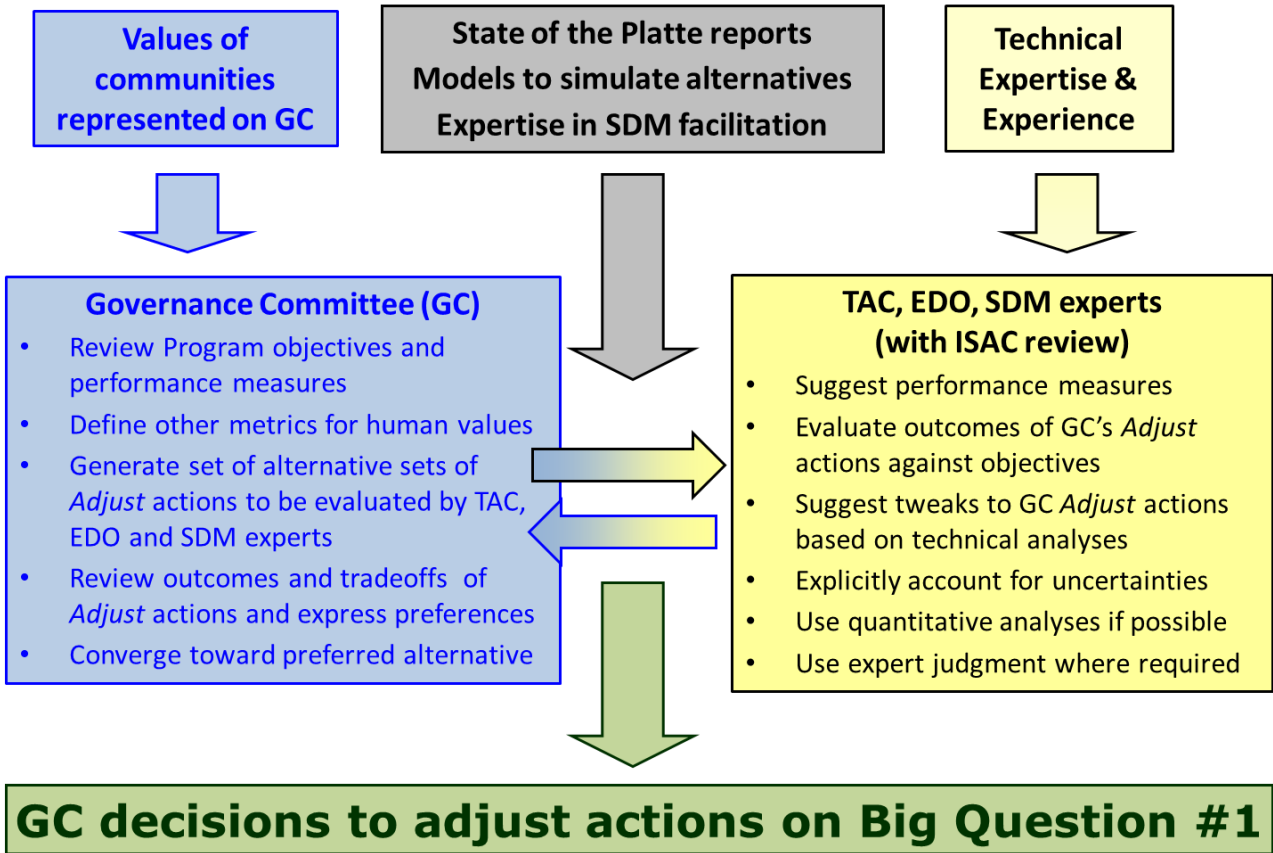 Values of
communities
represented on GC
State of the Platte reports
Models to simulate alternatives
Expertise in SDM facilitation
Technical
Expertise &
Experience
Governance Committee (GC)
• Review Program objectives and
performance measures
• Define other metrics for human values
• Generate set of alternative sets of
Adjust actions to be evaluated by TAC,
EDO and SDM experts
• Review outcomes and tradeoffs of
Adjust actions and express preferences
• Converge toward preferred alternative
TAC, EDO, SDM experts
(with ISAC review)
• Suggest performance measures
• Evaluate outcomes of GC's Adjust
actions against objectives
• Suggest tweaks to GC Adjust actions
based on technical analyses
• Explicitly account for uncertainties
• Use quantitative analyses if possible
• Use expert judgment where required
GC decisions to adjust actions on Big Question #1